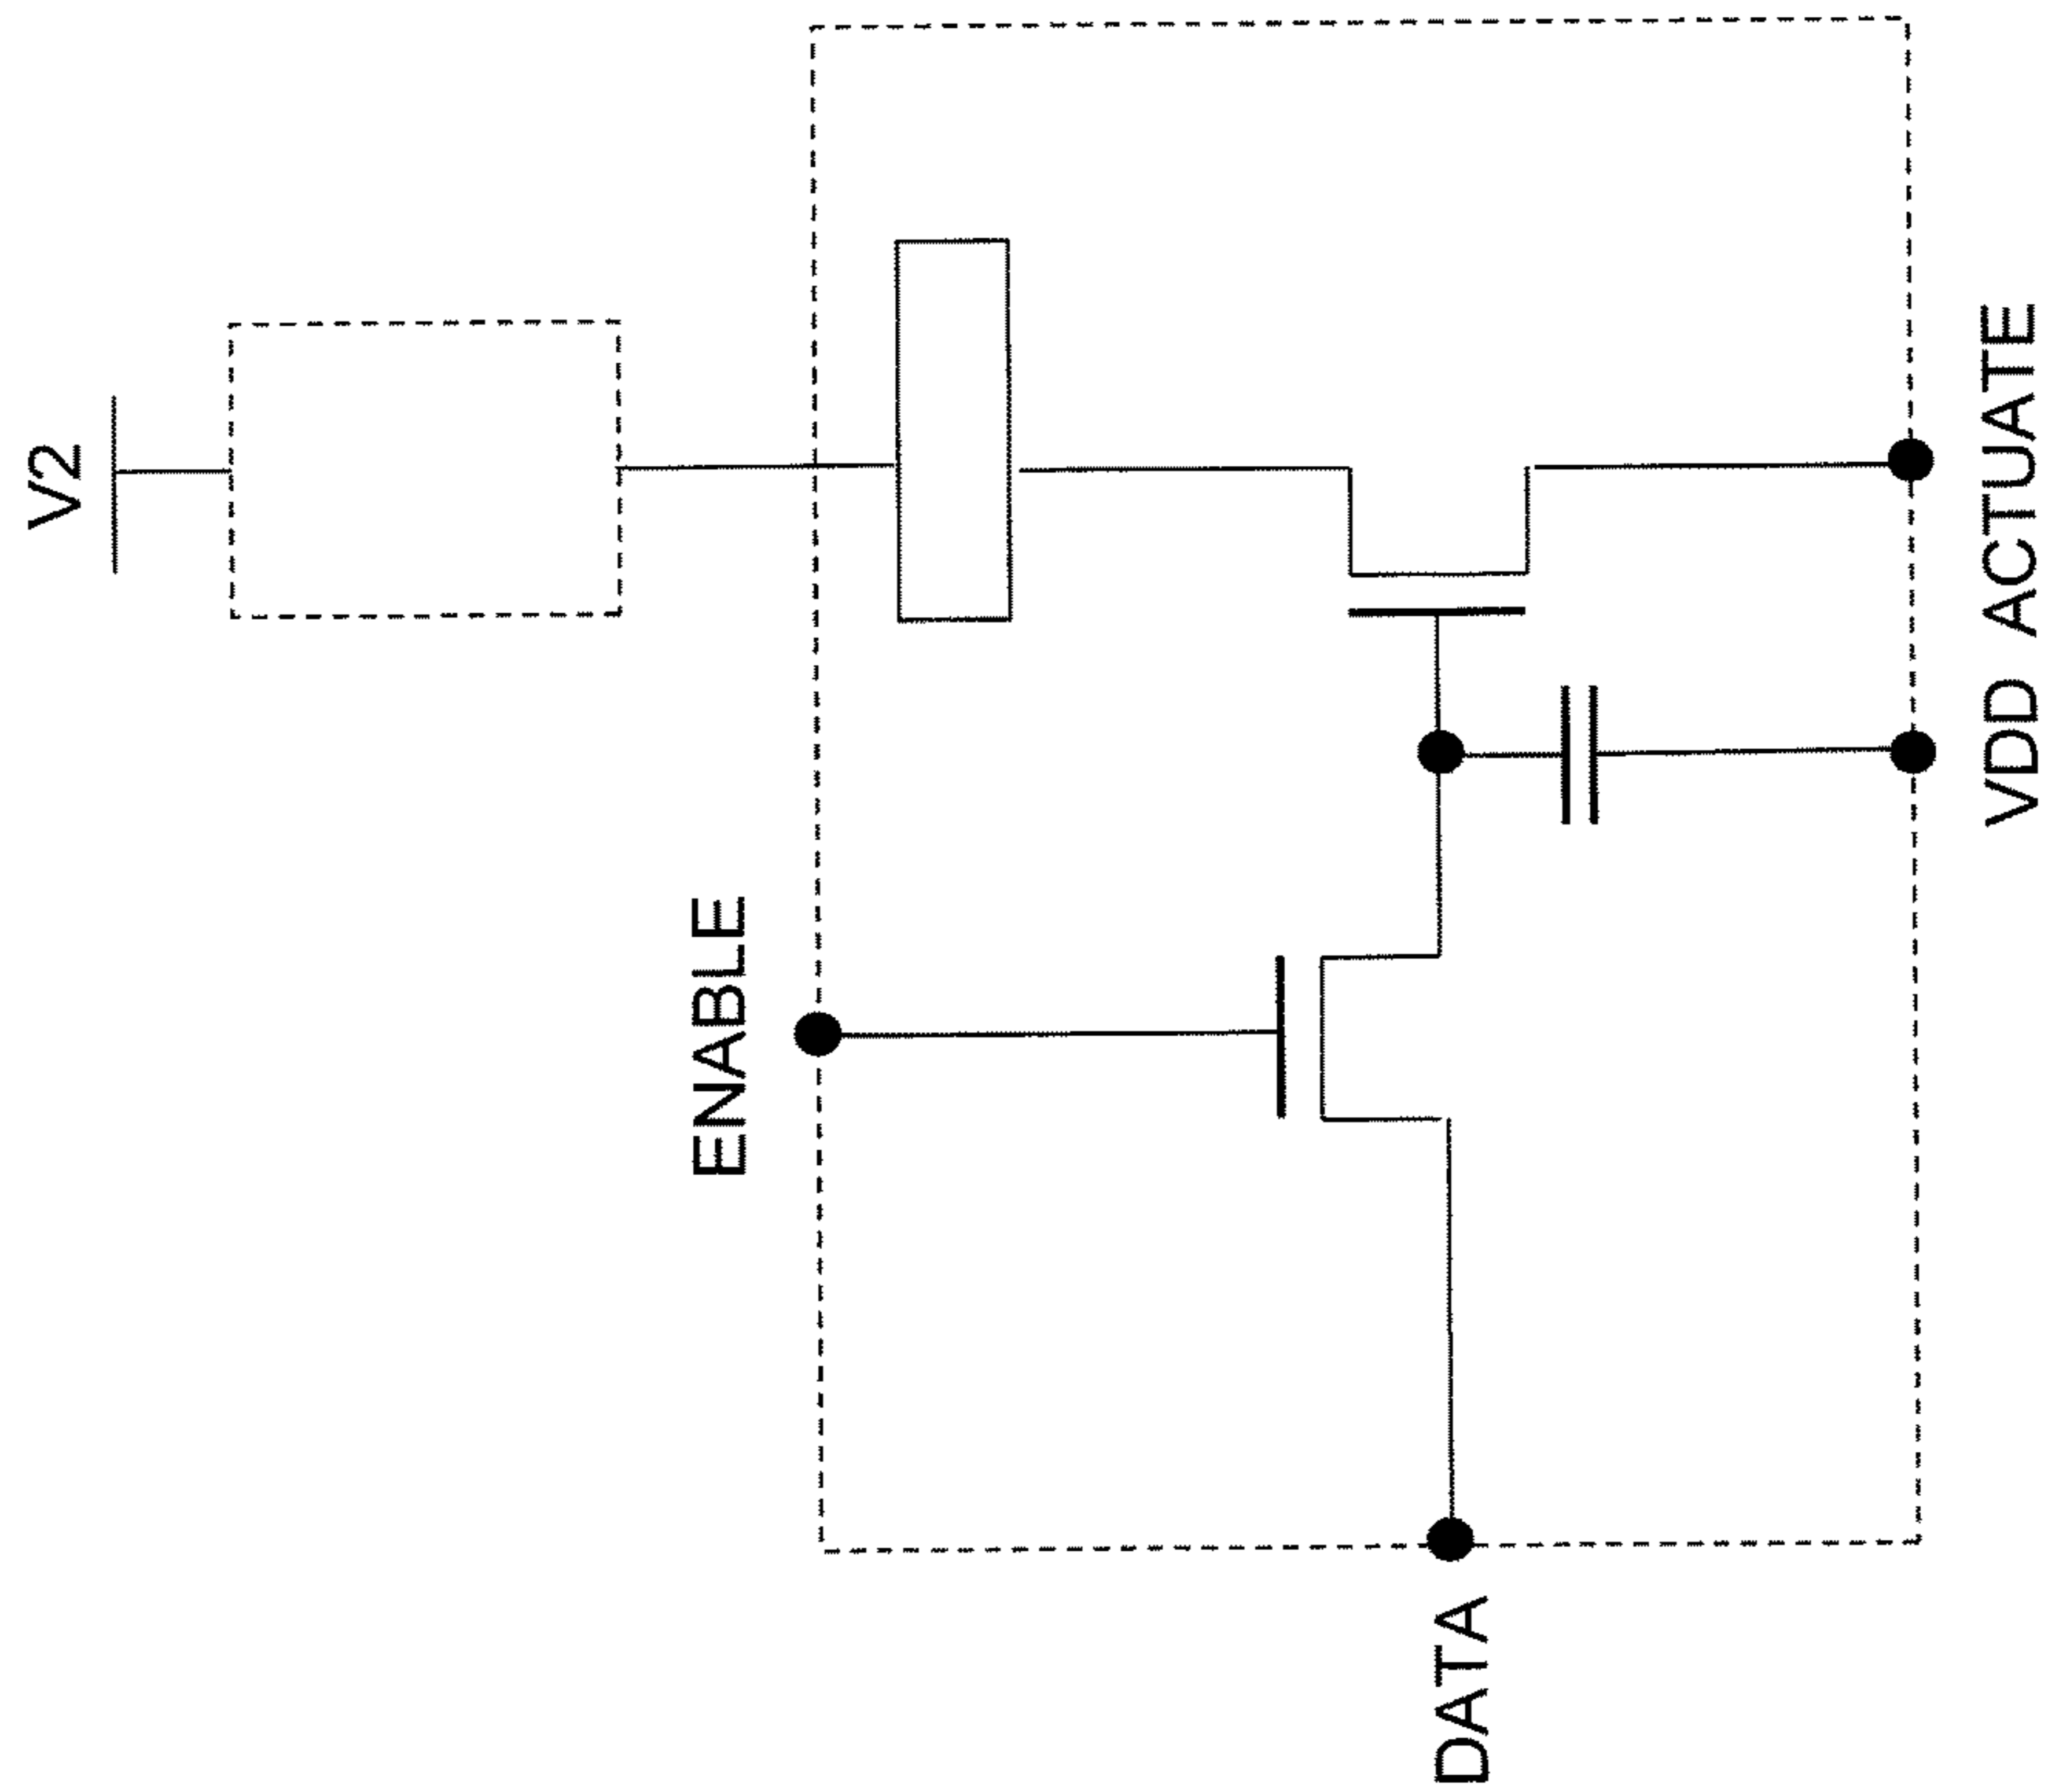 V2
ENABLE
VDD ACTUATE
DATA